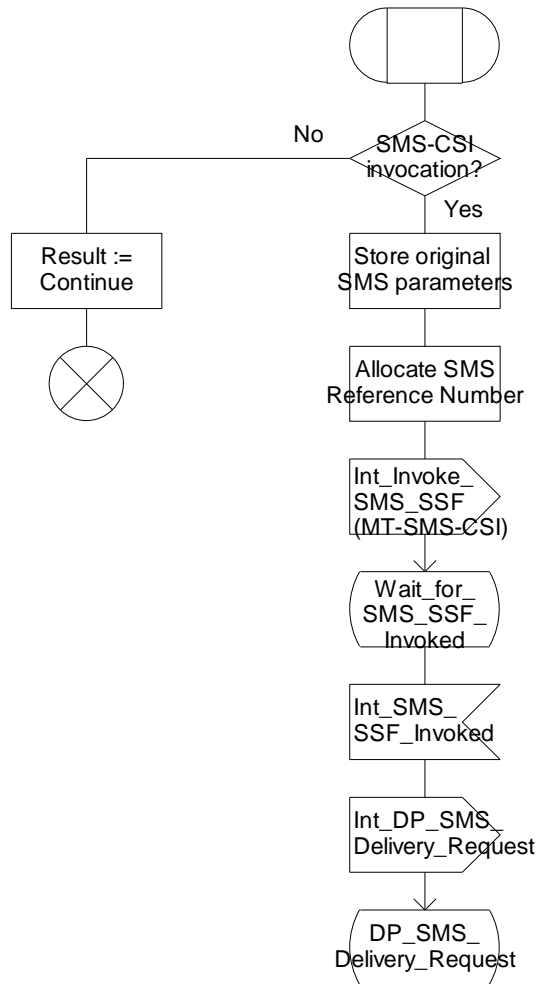 SMS-CSI
invocation?
No
Yes
Result :=
Continue
Store original
SMS parameters
Allocate SMS
Reference Number
Int_Invoke_
SMS_SSF
(MT-SMS-CSI)
Wait_for_
SMS_SSF_
Invoked
Int_SMS_
SSF_Invoked
Int_DP_SMS_
Delivery_Request
DP_SMS_
Delivery_Request